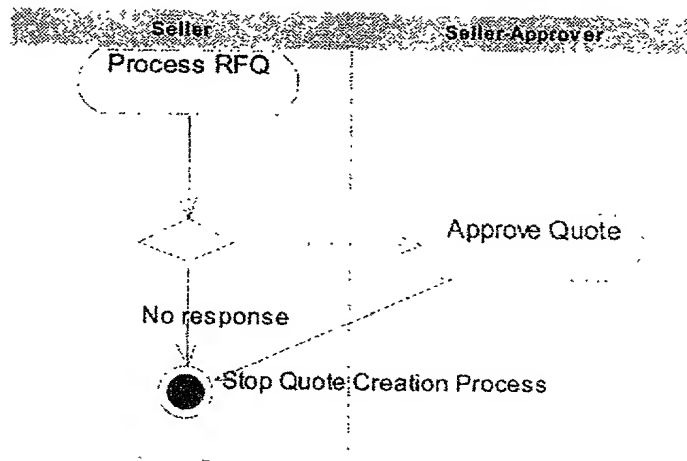 Seller
Seller-Approver
Process RFQ
Approve Quote
No response
Stop Quote Creation Process